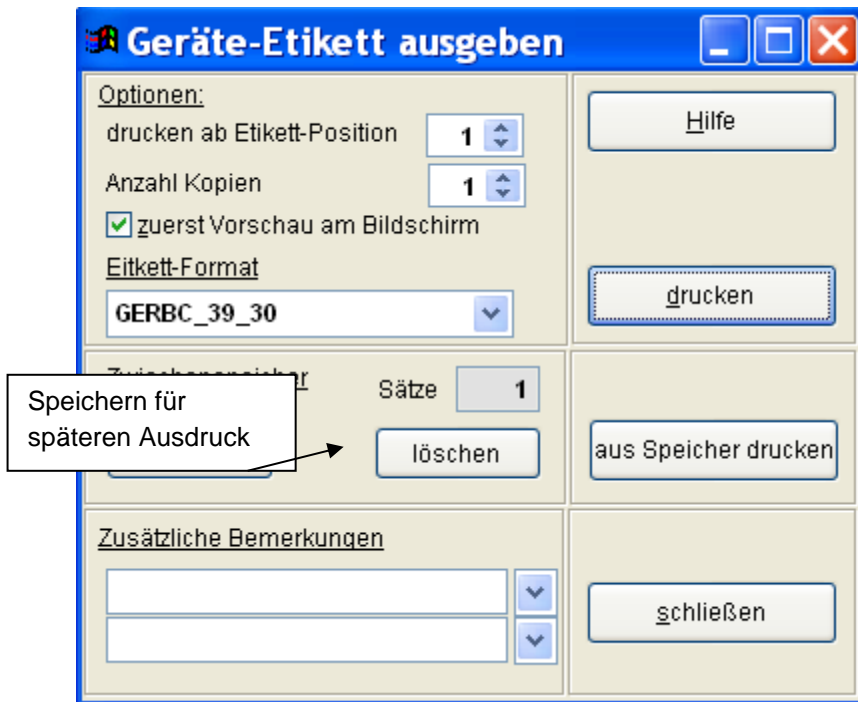 Geräte-Etikett ausgeben
Optionen:
drucken ab Etikett-Position 1
Anzahl Kopien 1
zuerst Vorschau am Bildschirm
Eitkett-Format
GERBC_39_30
Hilfe
drucken
Sätze 1
Speichern für
späteren Ausdruck
löschen
aus Speicher drucken
Zusätzliche Bemerkungen
schließen